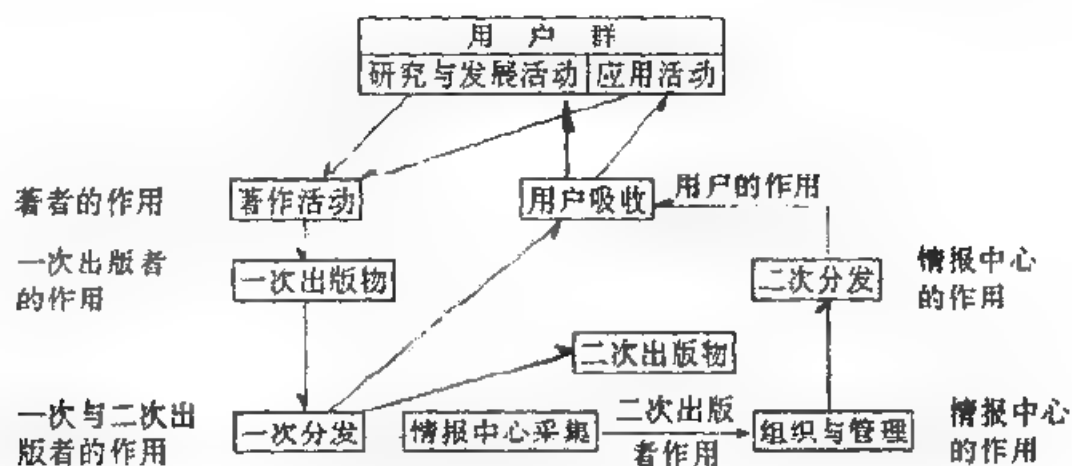 用户群
研究与发展活动 应用活动
著者的作用 著作活动 用户吸收 用户的作用
一次出版者
的作用
一次出版物
二次分发
情报中心
的作用
二次出版物
一次与二次出
版者的作用
一次分发
情报中心采集
二次出版
者作用
组织与管理
情报中心
的作用